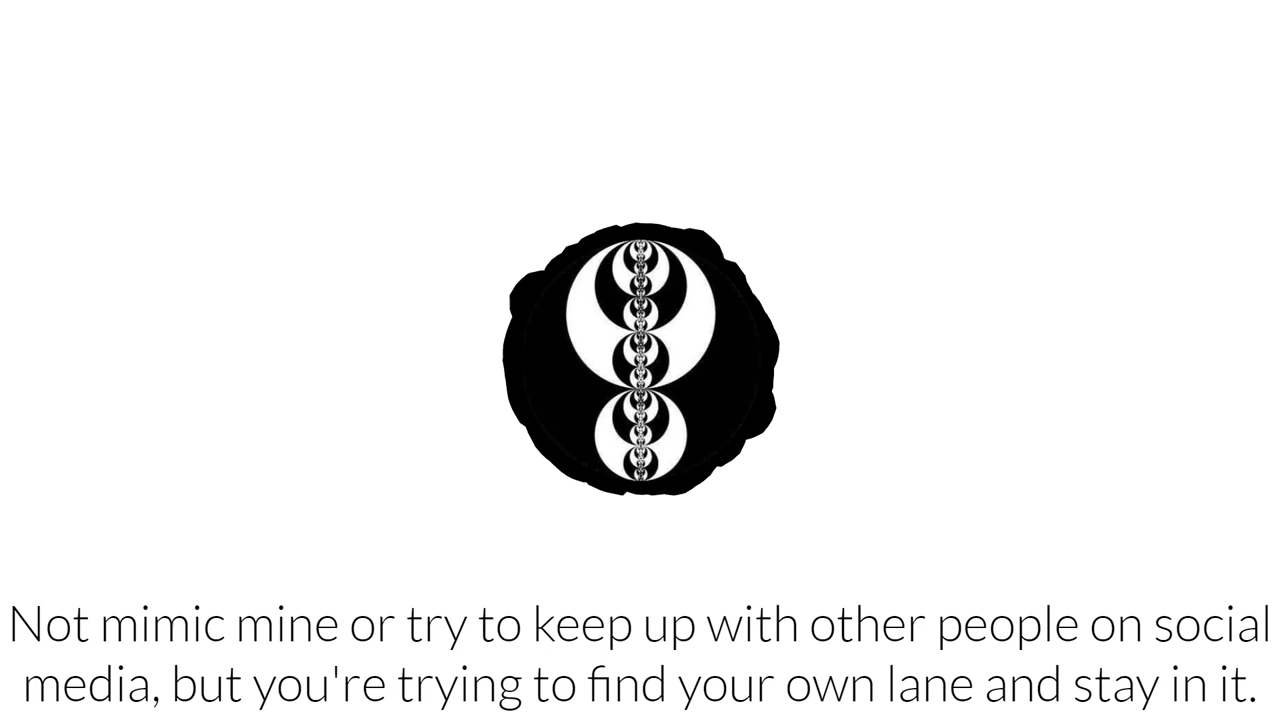 Not mimic mine or try to keep up with other people on social
media, but you're trying to find your own lane and stay in it.